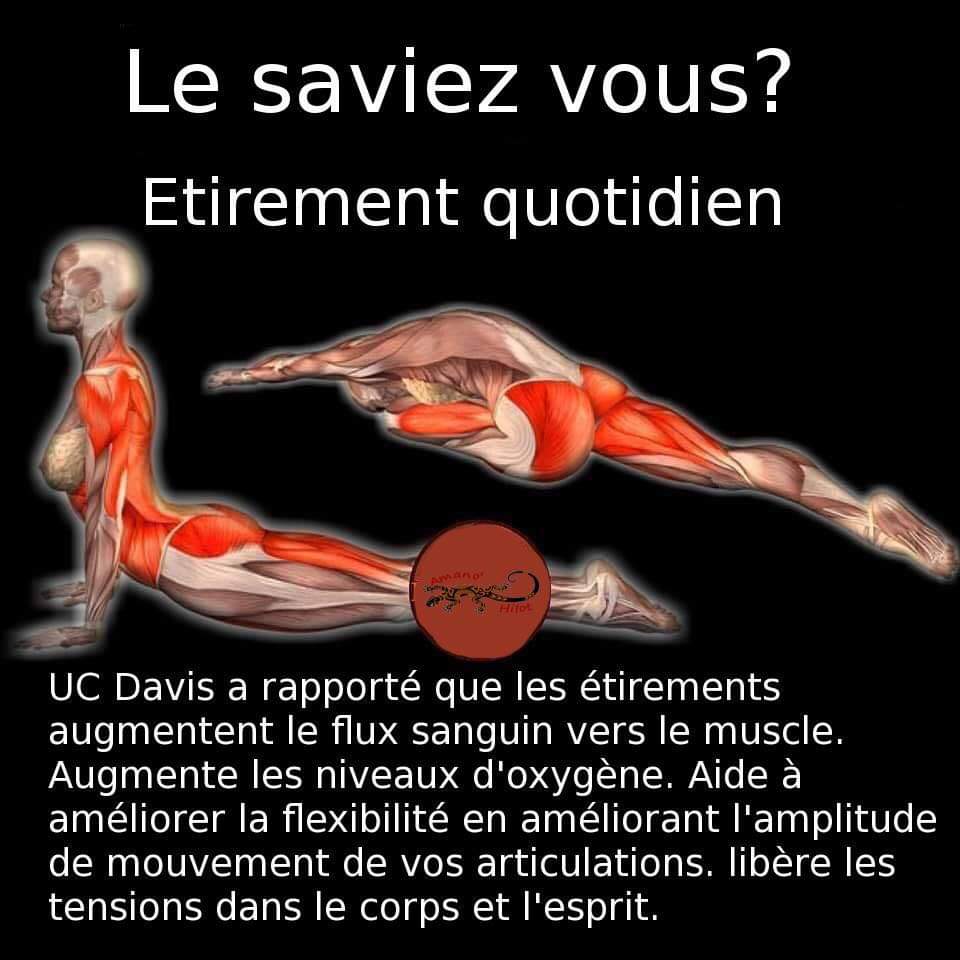 Le saviez vous?
Etirement quotidien
Amano'
Hilot
UC Davis a rapporté que les étirements
augmentent le flux sanguin vers le muscle.
Augmente les niveaux d'oxygène. Aide à
améliorer la flexibilité en améliorant l'amplitude
de mouvement de vos articulations. libère les
tensions dans le corps et l'esprit.